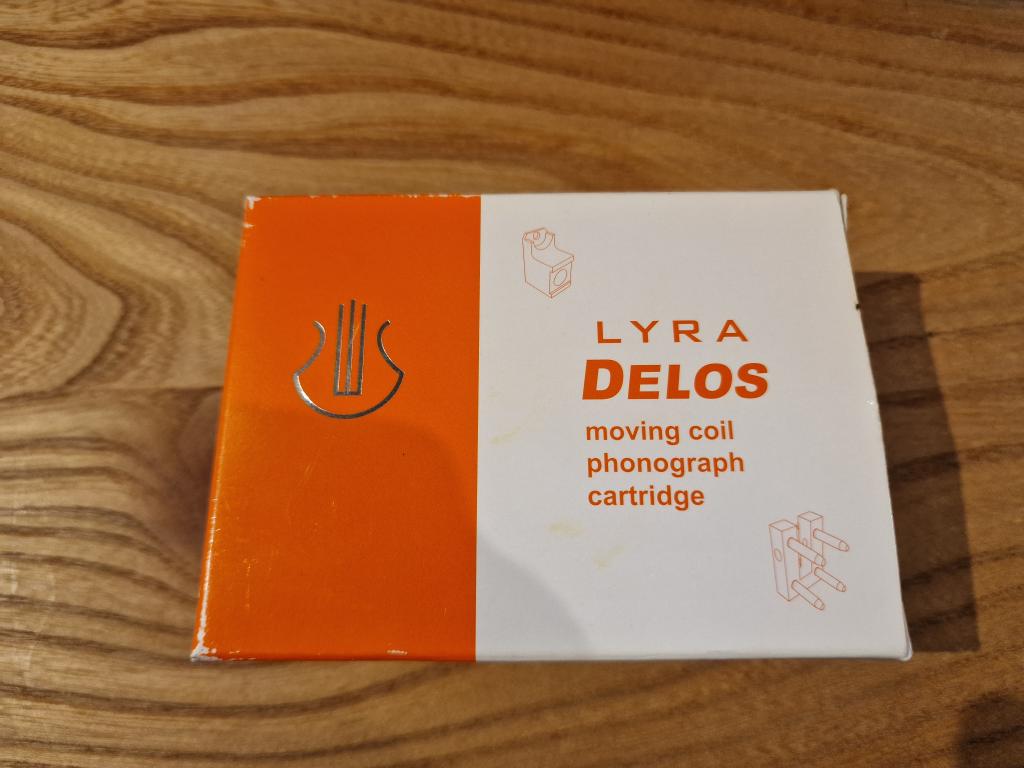 LYRA
DELOS
moving coil
phonograph
cartridge